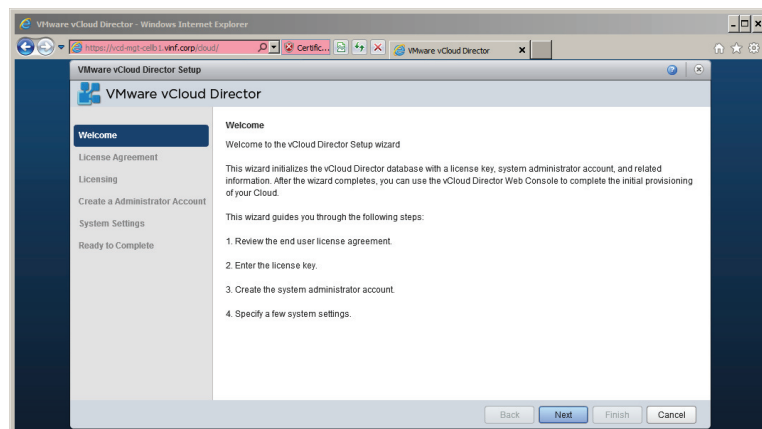 VMware vCloud Director - Windows Internet Explorer
https://vcd-mgt-cellb1.vinf.corp/cloud/
Certific...
VMware vCloud Director
VMware vCloud Director Setup
VMware vCloud Director
Welcome
License Agreement
Licensing
Create a Administrator Account
System Settings
Ready to Complete
Welcome
Welcome to the vCloud Director Setup wizard
This wizard initializes the vCloud Director database with a license key, system administrator account, and related
information. After the wizard completes, you can use the vCloud Director Web Console to complete the initial provisioning
of your Cloud.
This wizard guides you through the following steps:
1. Review the end user license agreement.
2. Enter the license key.
3. Create the system administrator account.
4. Specify a few system settings.
Back
Next
Finish
Cancel